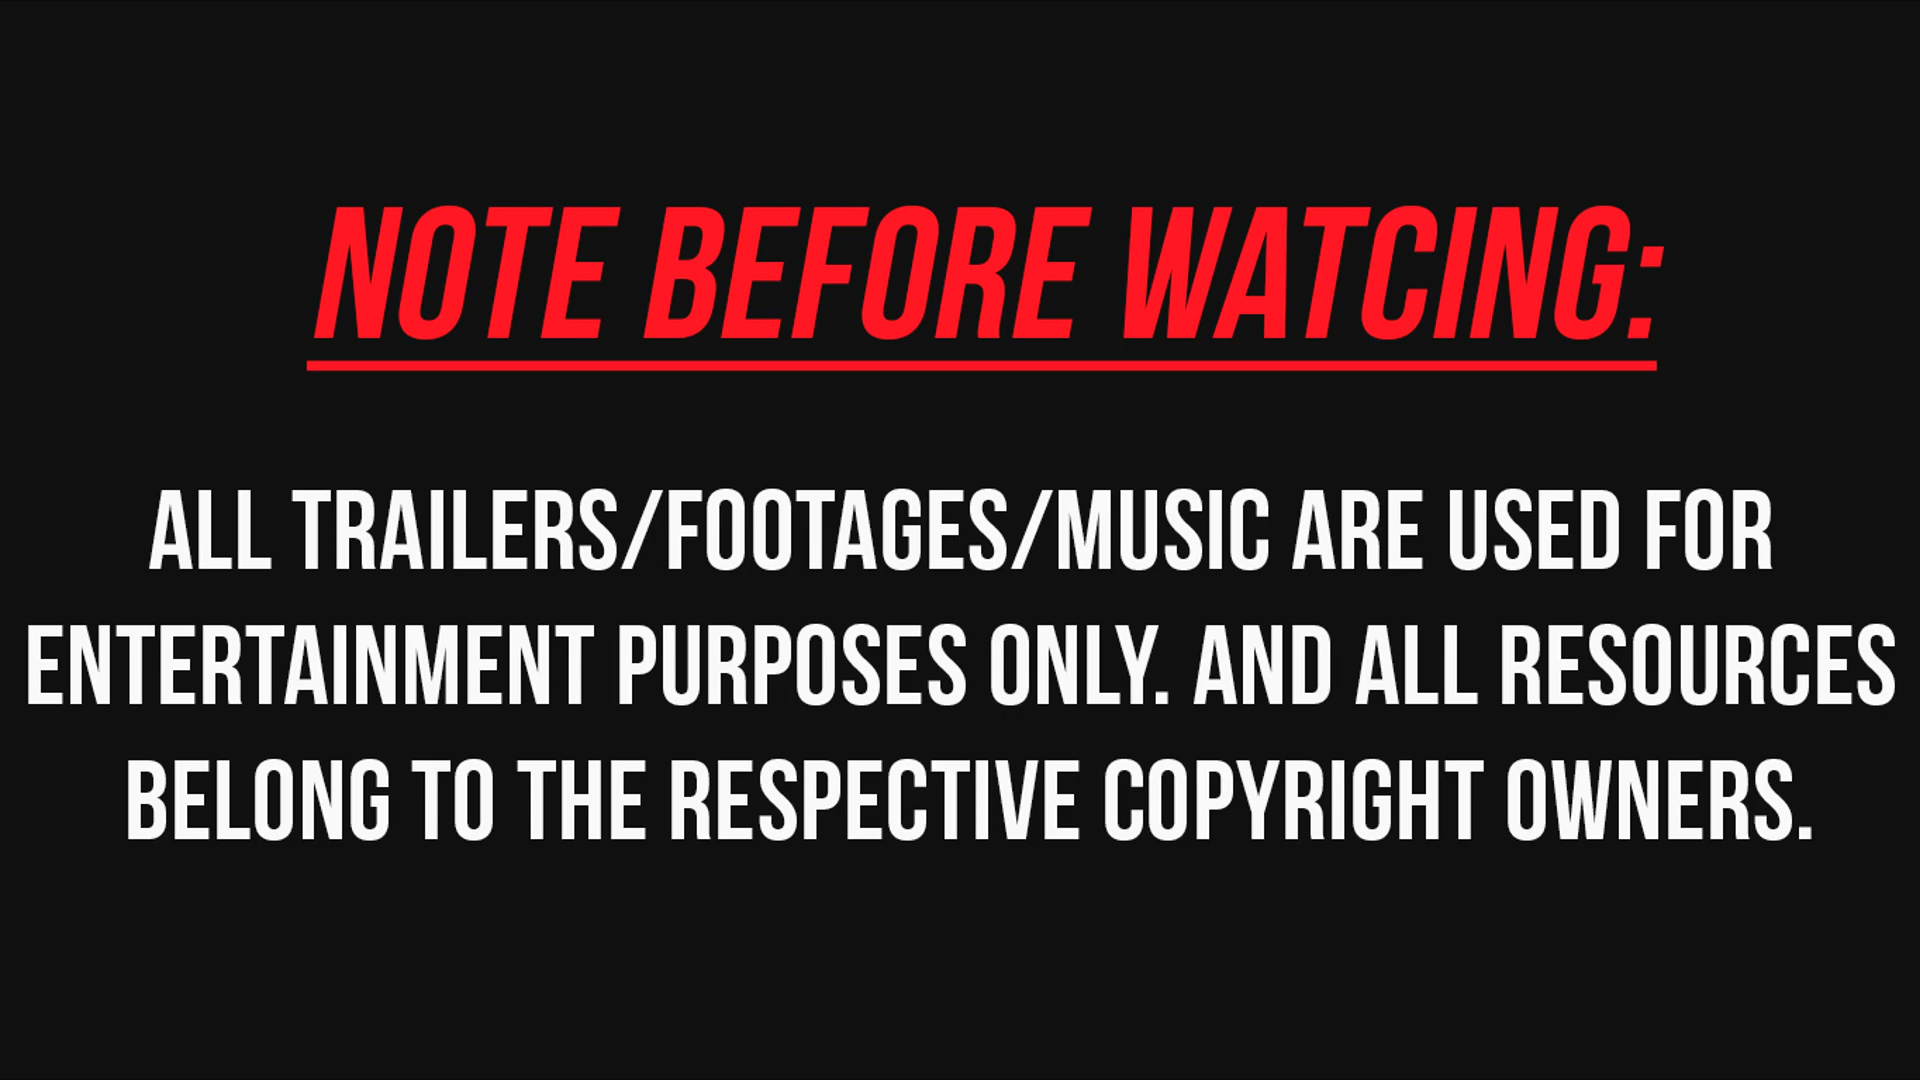 NOTE BEFORE WATCING:
ALL TRAILERS/FOOTAGES/MUSIC ARE USED FOR
ENTERTAINMENT PURPOSES ONLY. AND ALL RESOURCES
BELONG TO THE RESPECTIVE COPYRIGHT OWNERS.